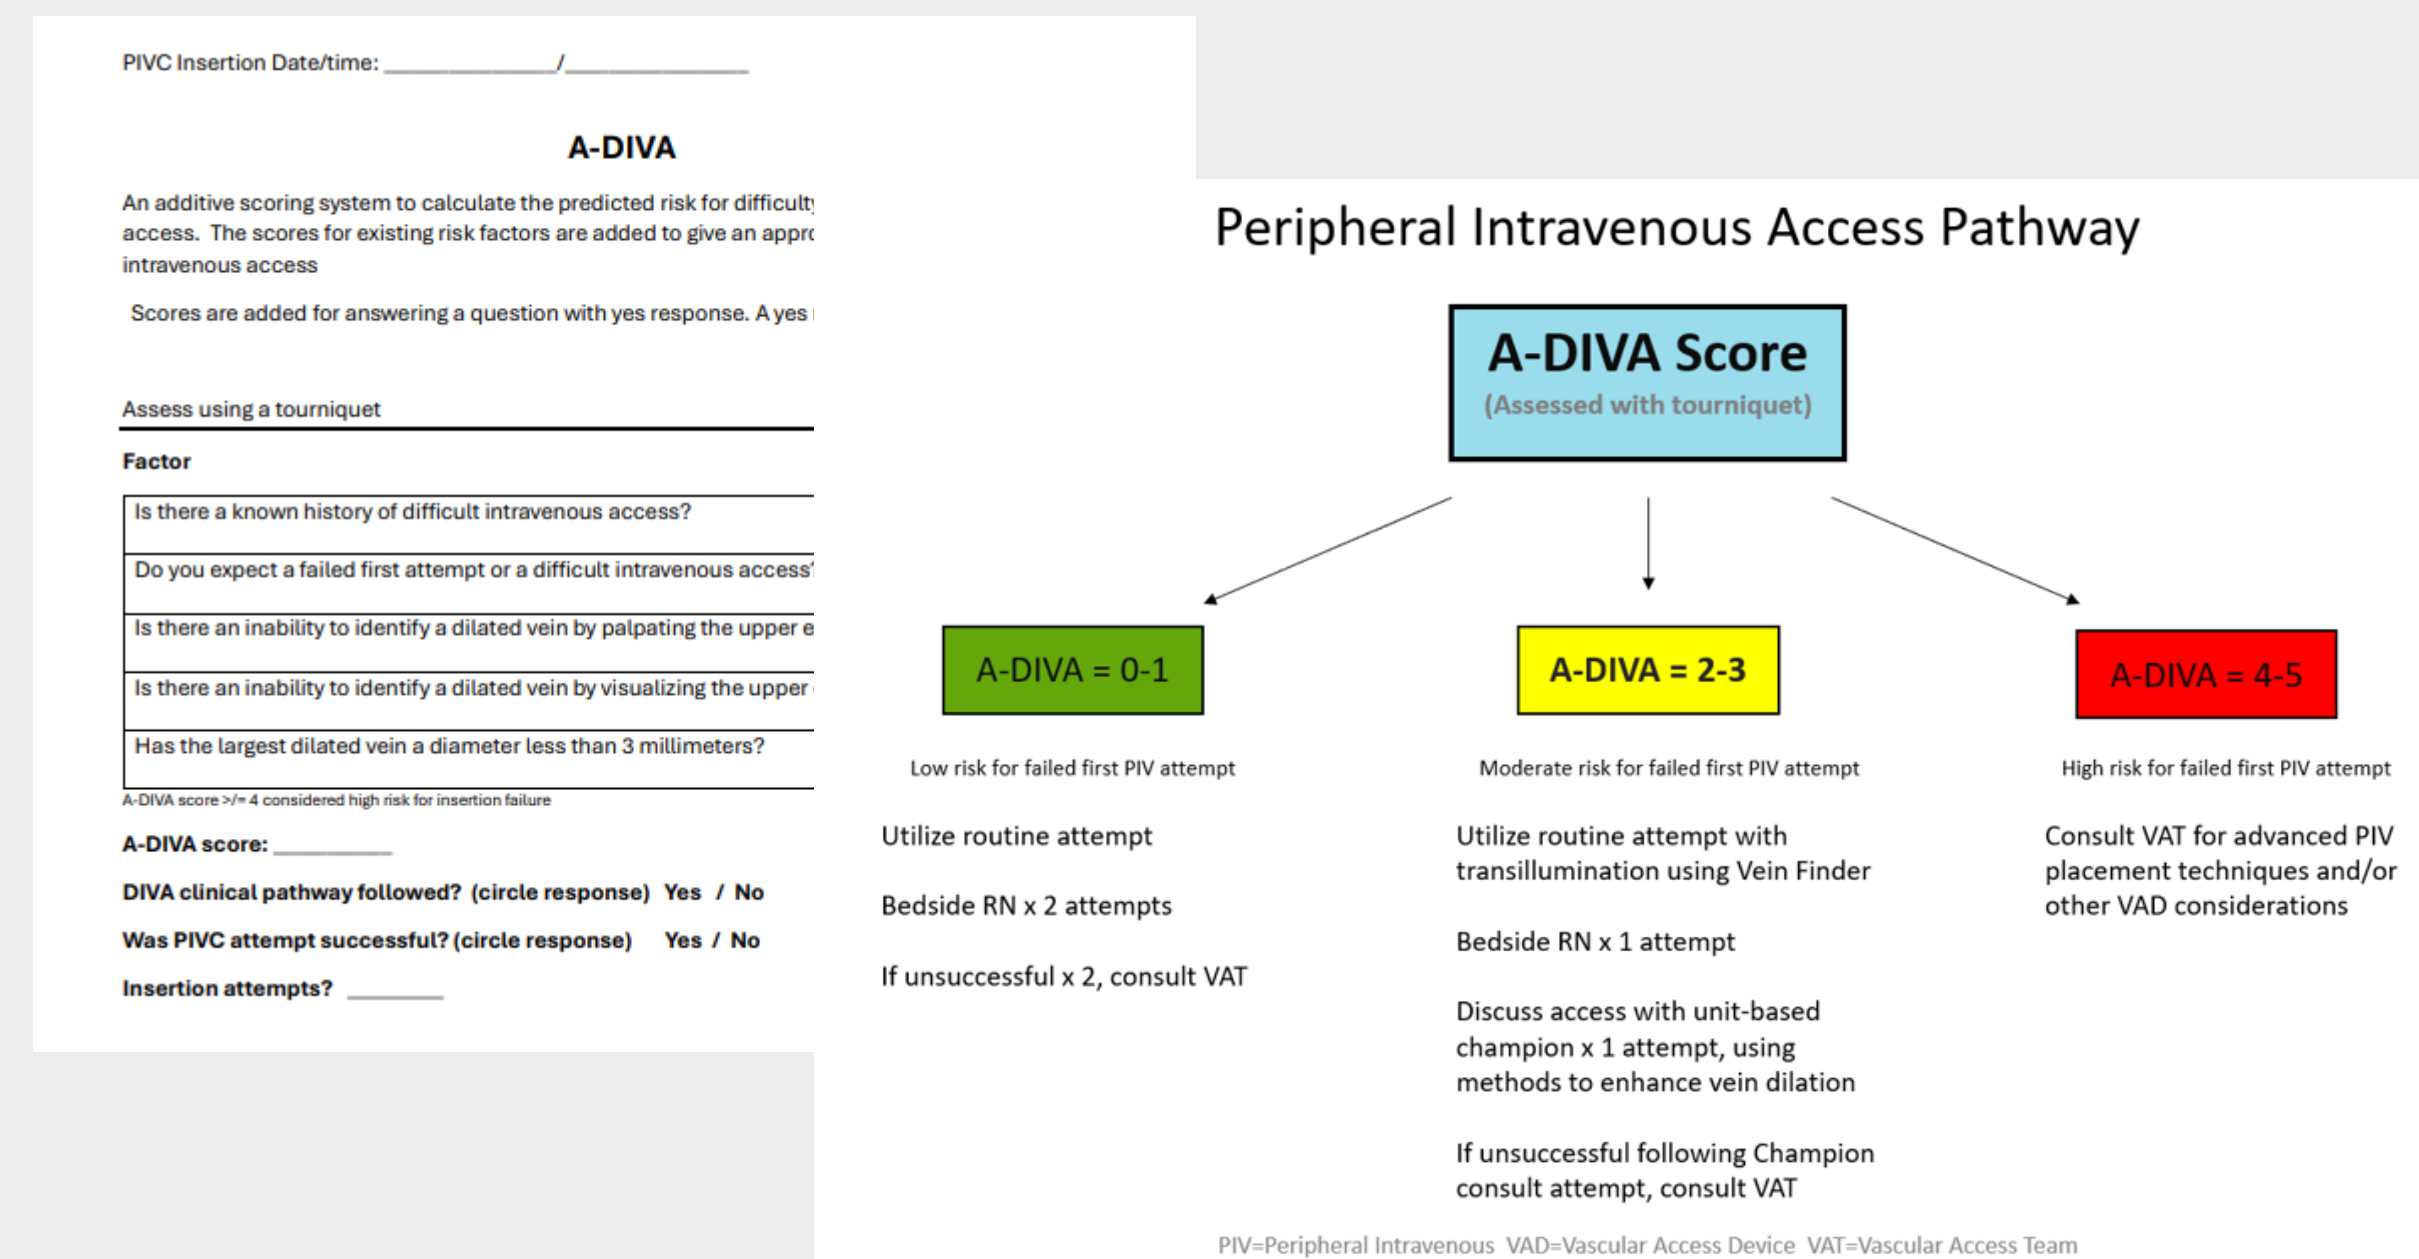 PIVC Insertion Date/time: _______________/________________
A-DIVA
An additive scoring system to calculate the predicted risk for difficulty
access. The scores for existing risk factors are added to give an
intravenous access
Scores are added for answering a question with yes response. A yes
Assess using a tourniquet
Factor
Is there a known history of difficult intravenous access?
Do you expect a failed first attempt or a difficult intravenous access?
Is there an inability to identify a dilated vein by palpating the upper
Is there an inability to identify a dilated vein by visualizing the upper
Has the largest dilated vein a diameter less than 3 millimeters?
A-DIVA score >/= 4 considered high risk for insertion failure
A-DIVA score: __________
DIVA clinical pathway followed? (circle response) Yes / No
Was PIVC attempt successful? (circle response) Yes / No
Insertion attempts? ________
Peripheral Intravenous Access Pathway
A-DIVA Score
(Assessed with tourniquet)
A-DIVA = 0-1
Low risk for failed first PIV attempt
Utilize routine attempt
Bedside RN x 2 attempts
If unsuccessful x 2, consult VAT
A-DIVA = 2-3
Moderate risk for failed first PIV attempt
Utilize routine attempt with
transillumination using Vein Finder
Bedside RN x 1 attempt
Discuss access with unit-based
champion x 1 attempt, using
methods to enhance vein dilation
If unsuccessful following Champion
consult attempt, consult VAT
A-DIVA = 4-5
High risk for failed first PIV attempt
Consult VAT for advanced PIV
placement techniques and/or
other VAD considerations
PIV=Peripheral Intravenous VAD=Vascular Access Device VAT=Vascular Access Team